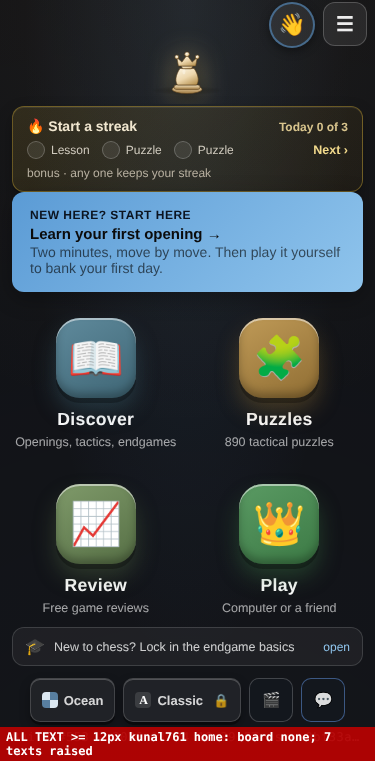 🔥 Start a streak Today 0 of 3
Lesson Puzzle Puzzle Next ›
bonus · any one keeps your streak
NEW HERE? START HERE
Learn your first opening →
Two minutes, move by move. Then play it yourself
to bank your first day.
Discover Puzzles
Openings, tactics, endgames 890 tactical puzzles
Review Play
Free game reviews Computer or a friend
New to chess? Lock in the endgame basics open
Ocean A Classic
ALL TEXT >= 12px kunal761 home: board none; 7
texts raised